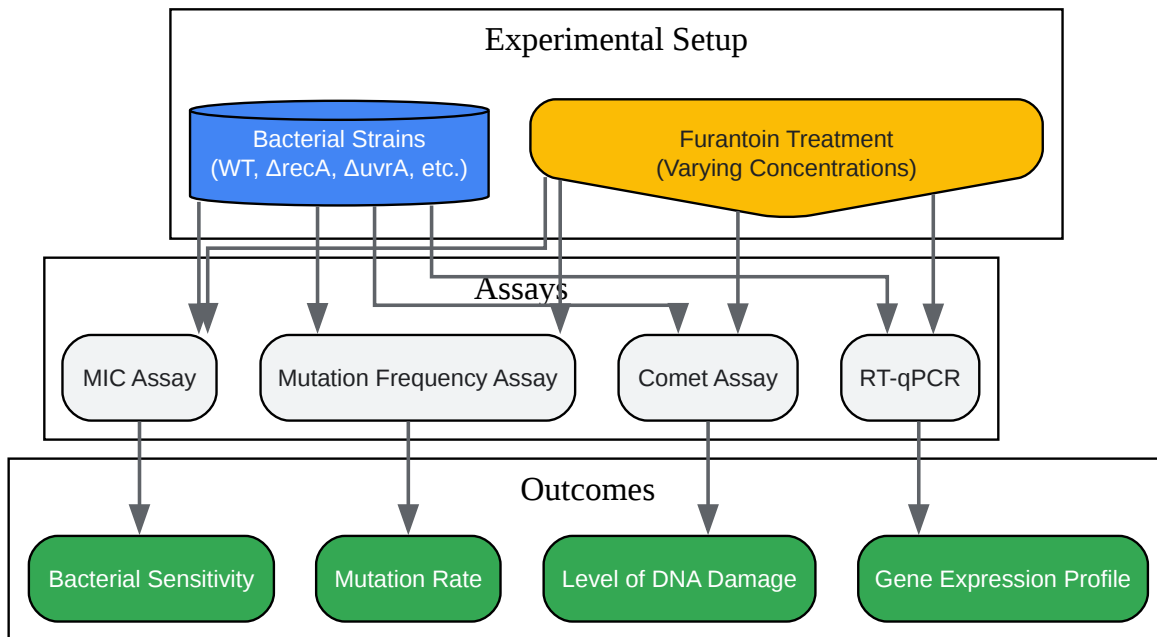 Experimental Setup
Bacterial Strains
(WT, ΔrecA, ΔuvrA, etc.)
Furantoin Treatment
(Varying Concentrations)
Assays
MIC Assay
Mutation Frequency Assay
Comet Assay
RT-qPCR
Outcomes
Bacterial Sensitivity
Mutation Rate
Level of DNA Damage
Gene Expression Profile